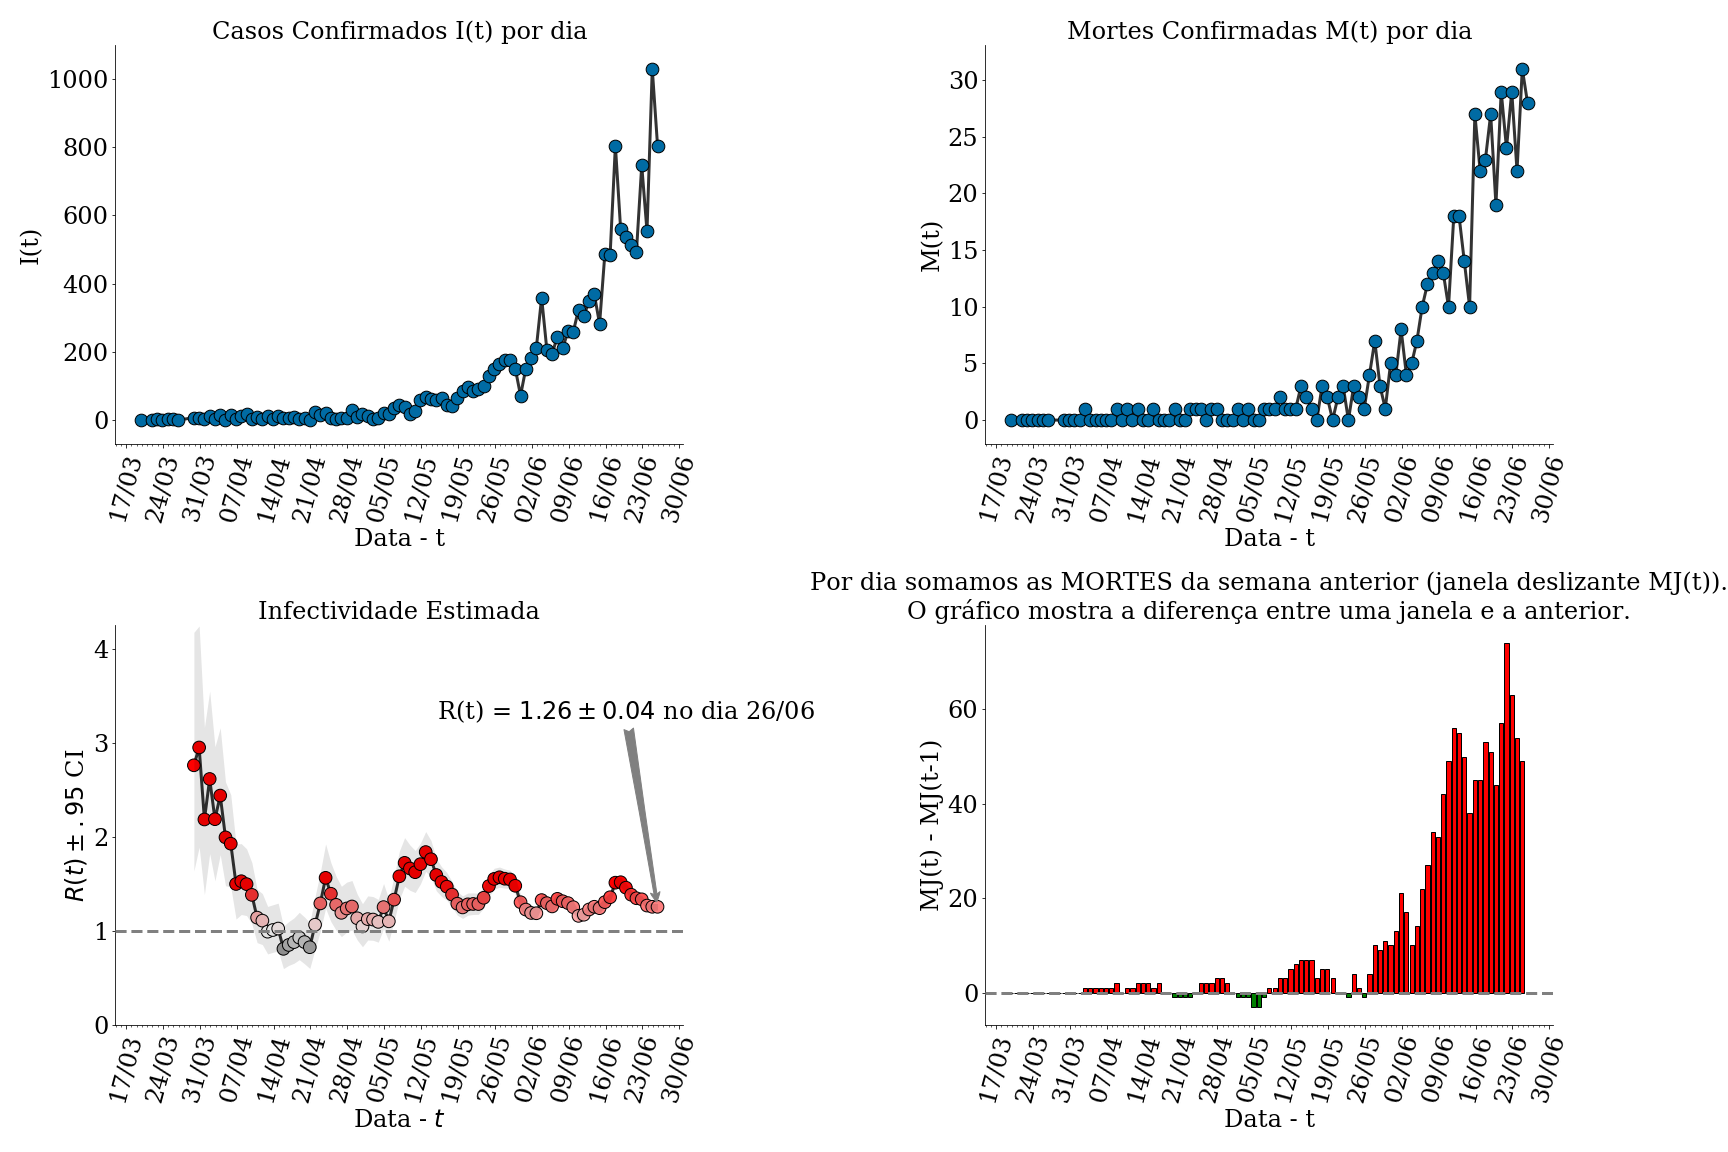 Casos Confirmados I(t) por dia
I(t)
1000
800
600
400
200
0
17/03 24/03 31/03 07/04 14/04 21/04 28/04 05/05 12/05 19/05 26/05 02/06 09/06 16/06 23/06 30/06
Data - t
Mortes Confirmadas M(t) por dia
M(t)
30
25
20
15
10
5
0
17/03 24/03 31/03 07/04 14/04 21/04 28/04 05/05 12/05 19/05 26/05 02/06 09/06 16/06 23/06 30/06
Data - t
Infectividade Estimada
R(t) ± .95 CI
4
3
2
1
0
R(t) = 1.26 ± 0.04 no dia 26/06
17/03 24/03 31/03 07/04 14/04 21/04 28/04 05/05 12/05 19/05 26/05 02/06 09/06 16/06 23/06 30/06
Data - t
Por dia somamos as MORTES da semana anterior (janela deslizante MJ(t)).
O gráfico mostra a diferença entre uma janela e a anterior.
MJ(t) - MJ(t-1)
60
40
20
0
17/03 24/03 31/03 07/04 14/04 21/04 28/04 05/05 12/05 19/05 26/05 02/06 09/06 16/06 23/06 30/06
Data - t